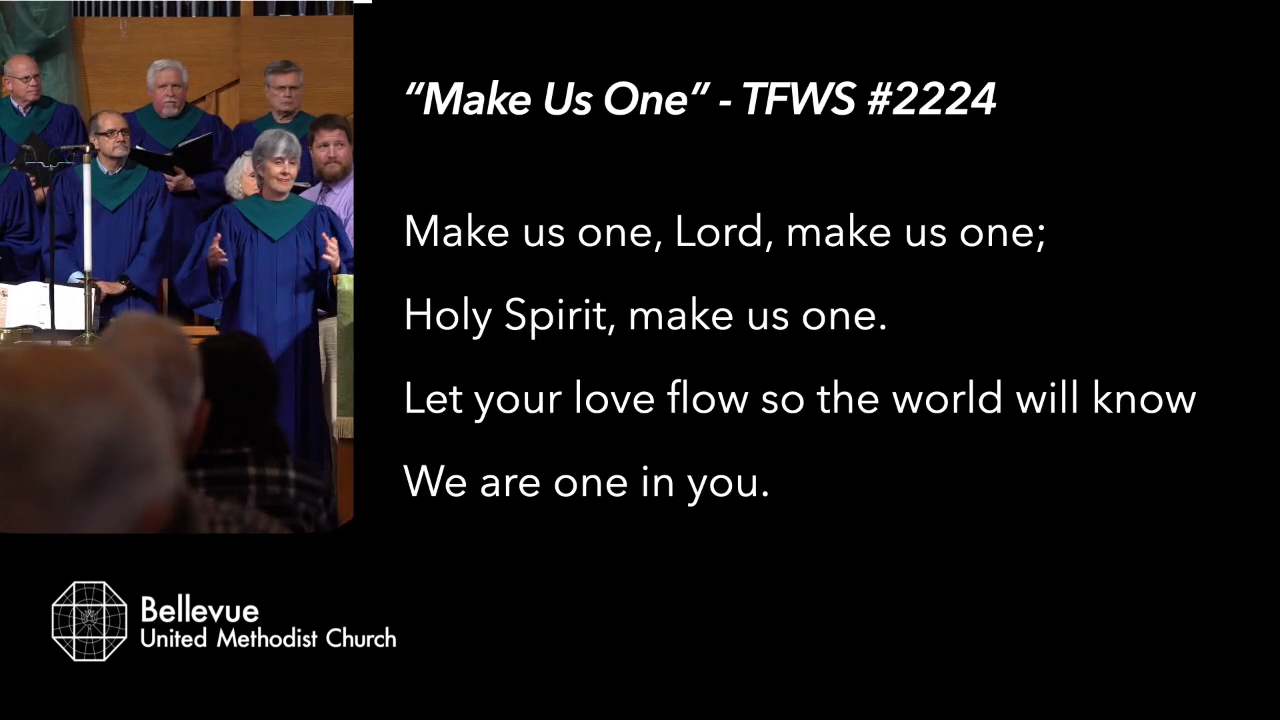 “Make Us One” - TFWS #2224
Make us one, Lord, make us one;
Holy Spirit, make us one.
Let your love flow so the world will know
We are one in you.
Bellevue
United Methodist Church